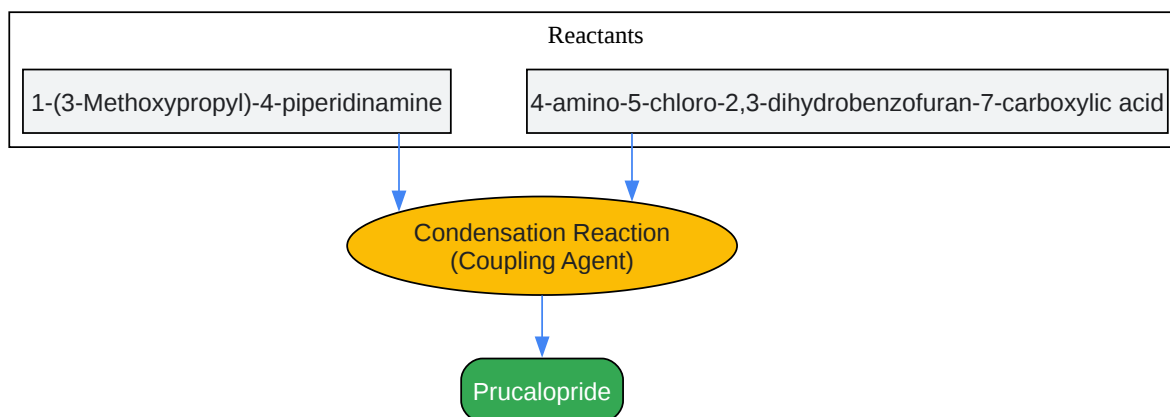 Reactants
1-(3-Methoxypropyl)-4-piperidinamine
4-amino-5-chloro-2,3-dihydrobenzofuran-7-carboxylic acid
Condensation Reaction
(Coupling Agent)
Prucalopride